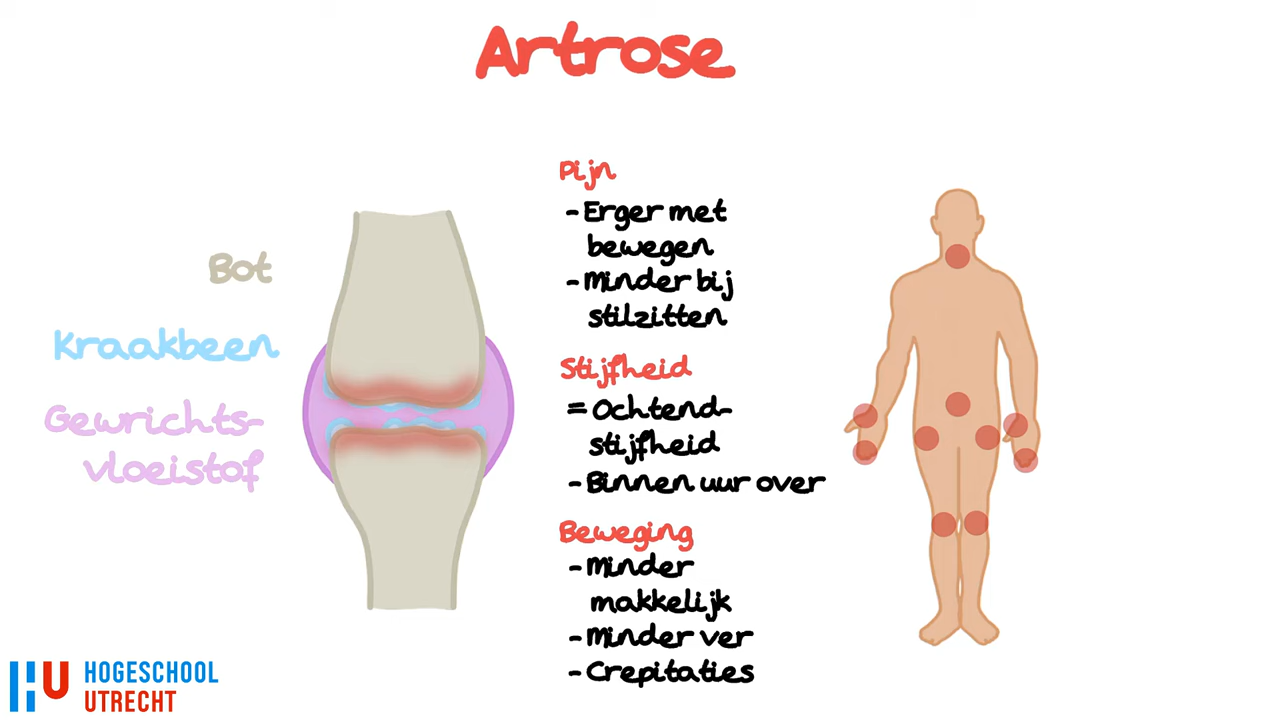 Artrose
Bot
Kraakbeen
Gewrichts-
vloeistof
Pijn
- Erger met
bewegen
- Minder bij
stilzitten
Stijfheid
= Ochtend-
stijfheid
- Binnen uur over
Beweging
- Minder
makkelijk
- Minder ver
- Crepitaties
HU HOGESCHOOL
UTRECHT